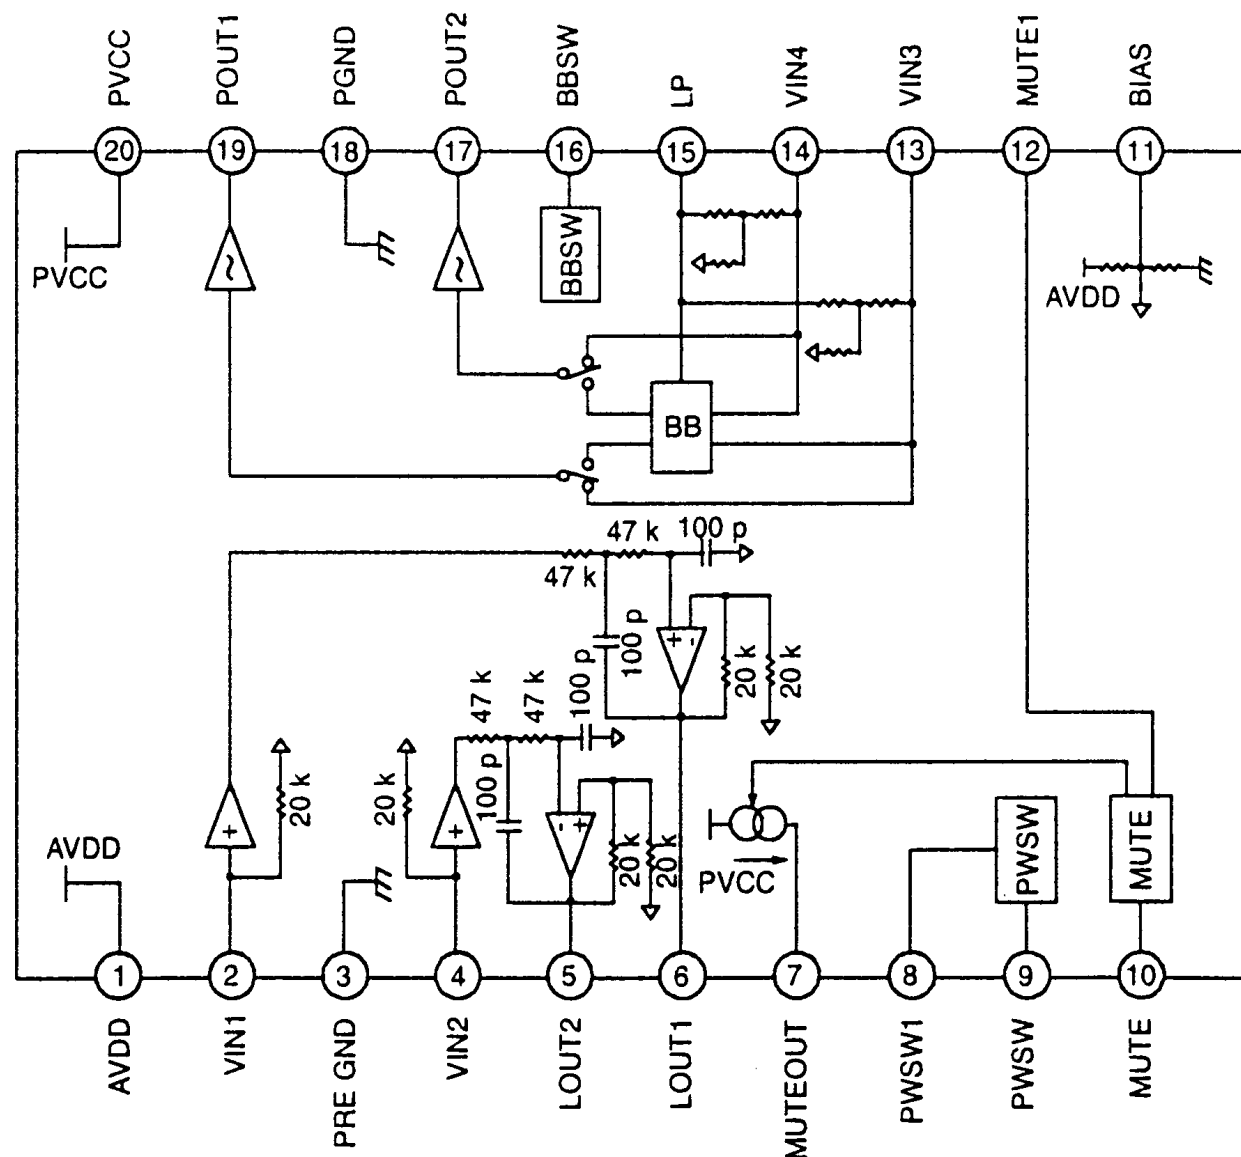 PVCC
POUT1
PGND
POUT2
BBSW
LP
VIN4
VIN3
MUTE1
BIAS
20
19
18
17
16
15
14
13
12
11
PVCC
~
~
BBSW
AVDD
BB
47 k
100 p
47 k
100 p
+ -
20 k
20 k
47 k
47 k
100 p
100 p
- +
20 k
20 k
20 k
20 k
+
+
AVDD
PVCC
PWSW
MUTE
1
2
3
4
5
6
7
8
9
10
AVDD
VIN1
PRE GND
VIN2
LOUT2
LOUT1
MUTEOUT
PWSW1
PWSW
MUTE